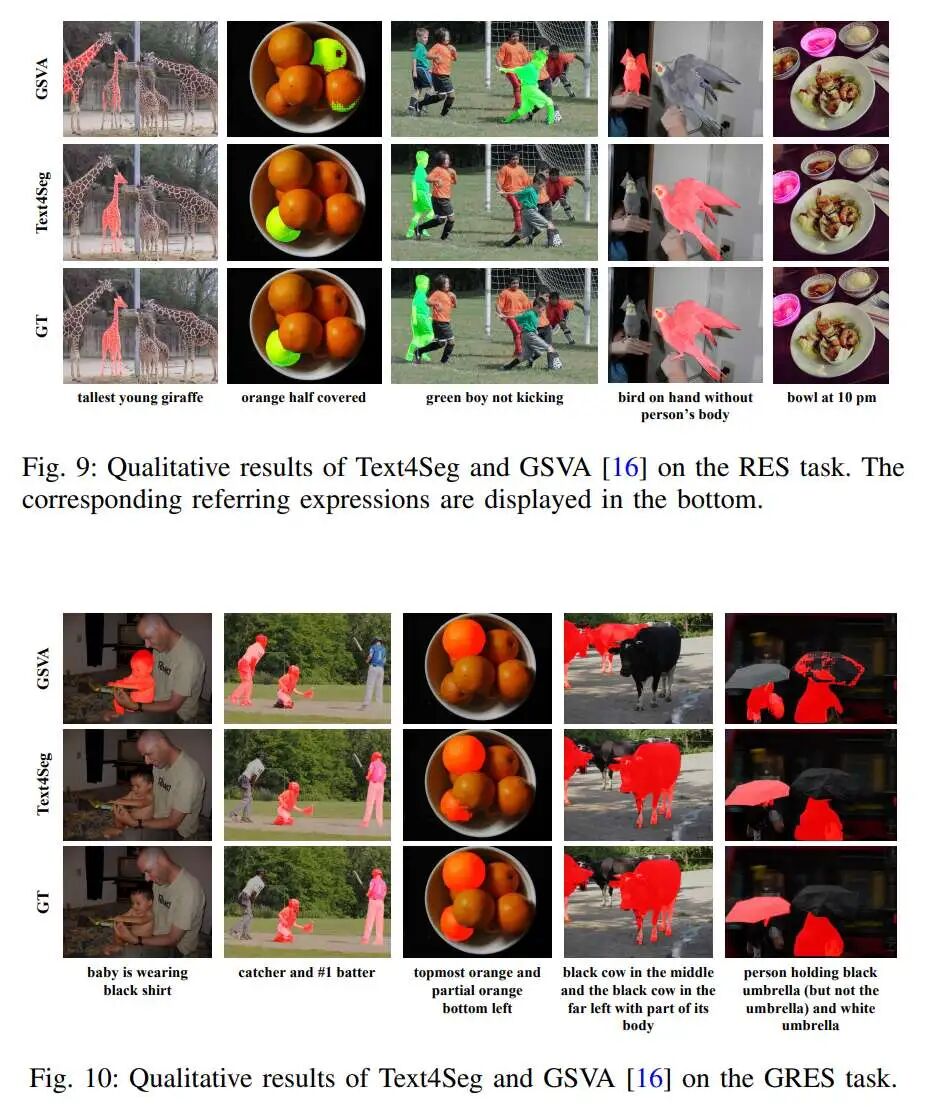 GSVA
Text4Seg
GT
tallest young giraffe
orange half covered
green boy not kicking
bird on hand without
person's body
bowl at 10 pm
Fig. 9: Qualitative results of Text4Seg and GSVA [16] on the RES task. The
corresponding referring expressions are displayed in the bottom.
GSVA
Text4Seg
GT
baby is wearing
black shirt
catcher and #1 batter
topmost orange and
partial orange
bottom left
black cow in the middle
and the black cow in the
far left with part of its
body
person holding black
umbrella (but not the
umbrella) and white
umbrella
Fig. 10: Qualitative results of Text4Seg and GSVA [16] on the GRES task.